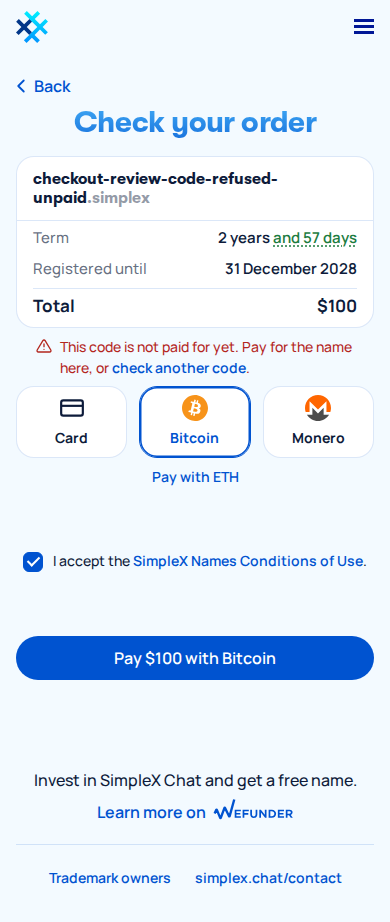 Back
Check your order
checkout-review-code-refused-
unpaid.simplex
Term 2 years and 57 days
Registered until 31 December 2028
Total $100
This code is not paid for yet. Pay for the name
here, or check another code.
Card Bitcoin Monero
Pay with ETH
I accept the SimpleX Names Conditions of Use.
Pay $100 with Bitcoin
Invest in SimpleX Chat and get a free name.
Learn more on WEFUNDER
Trademark owners simplex.chat/contact